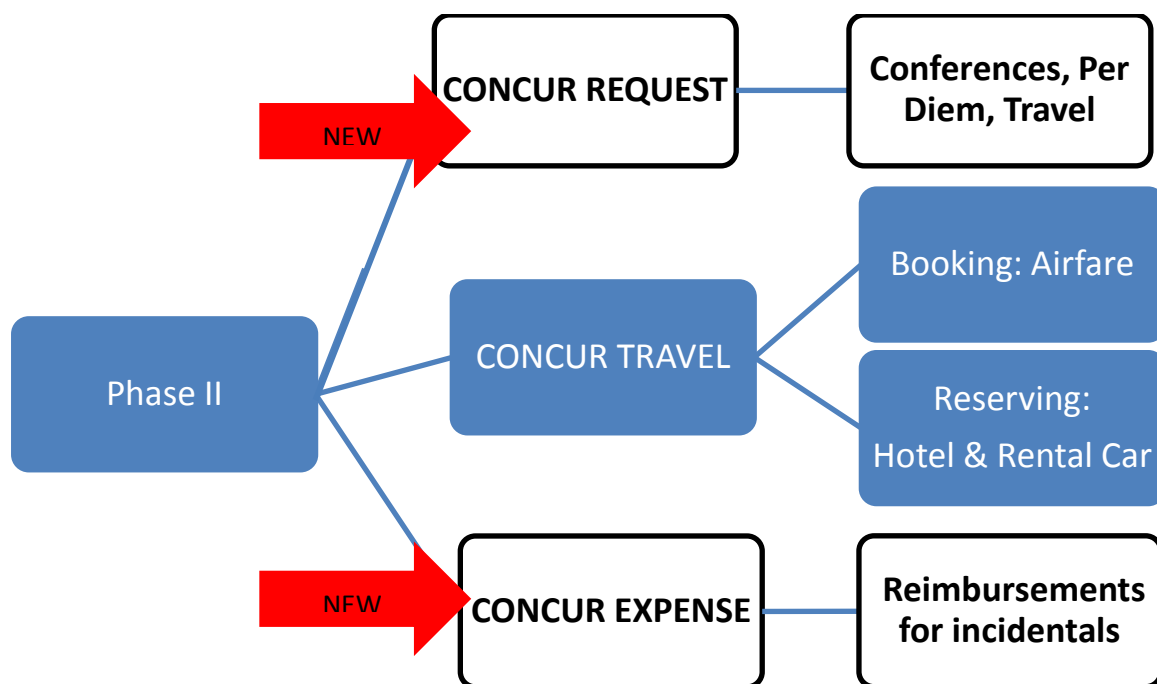 CONCUR REQUEST
Conferences, Per
Diem, Travel
NEW
Booking: Airfare
Phase II
CONCUR TRAVEL
Reserving:
Hotel & Rental Car
NEW
CONCUR EXPENSE
Reimbursements
for incidentals